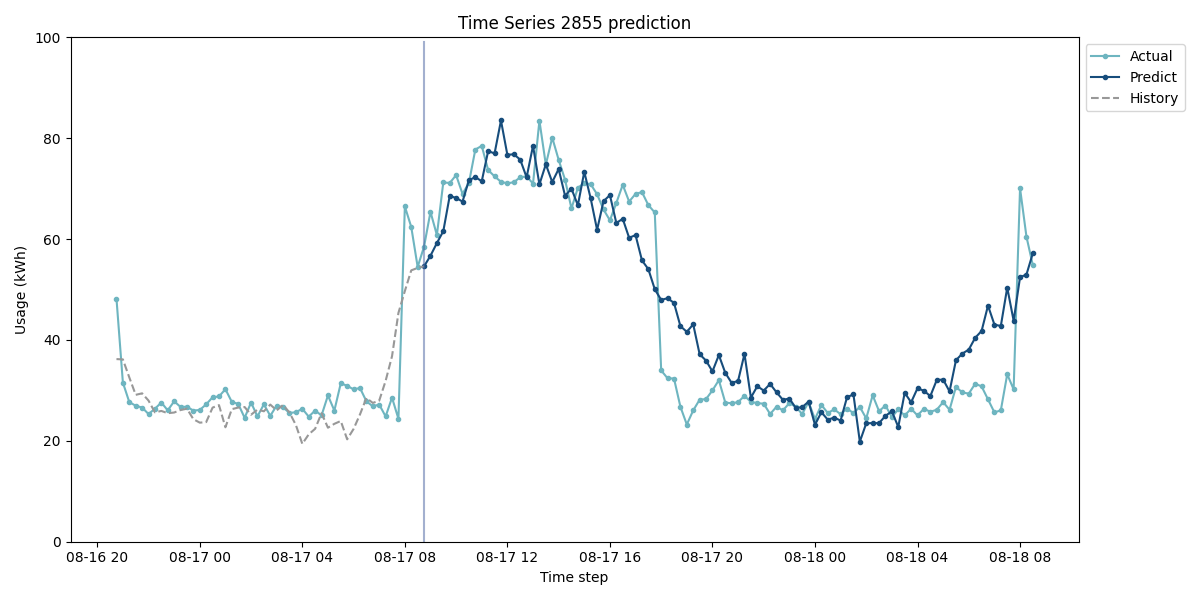 Time Series 2855 prediction
100
80
60
40
20
0
Usage (kWh)
08-16 20
08-17 00
08-17 04
08-17 08
08-17 12
08-17 16
08-17 20
08-18 00
08-18 04
08-18 08
Time step
Actual
Predict
History